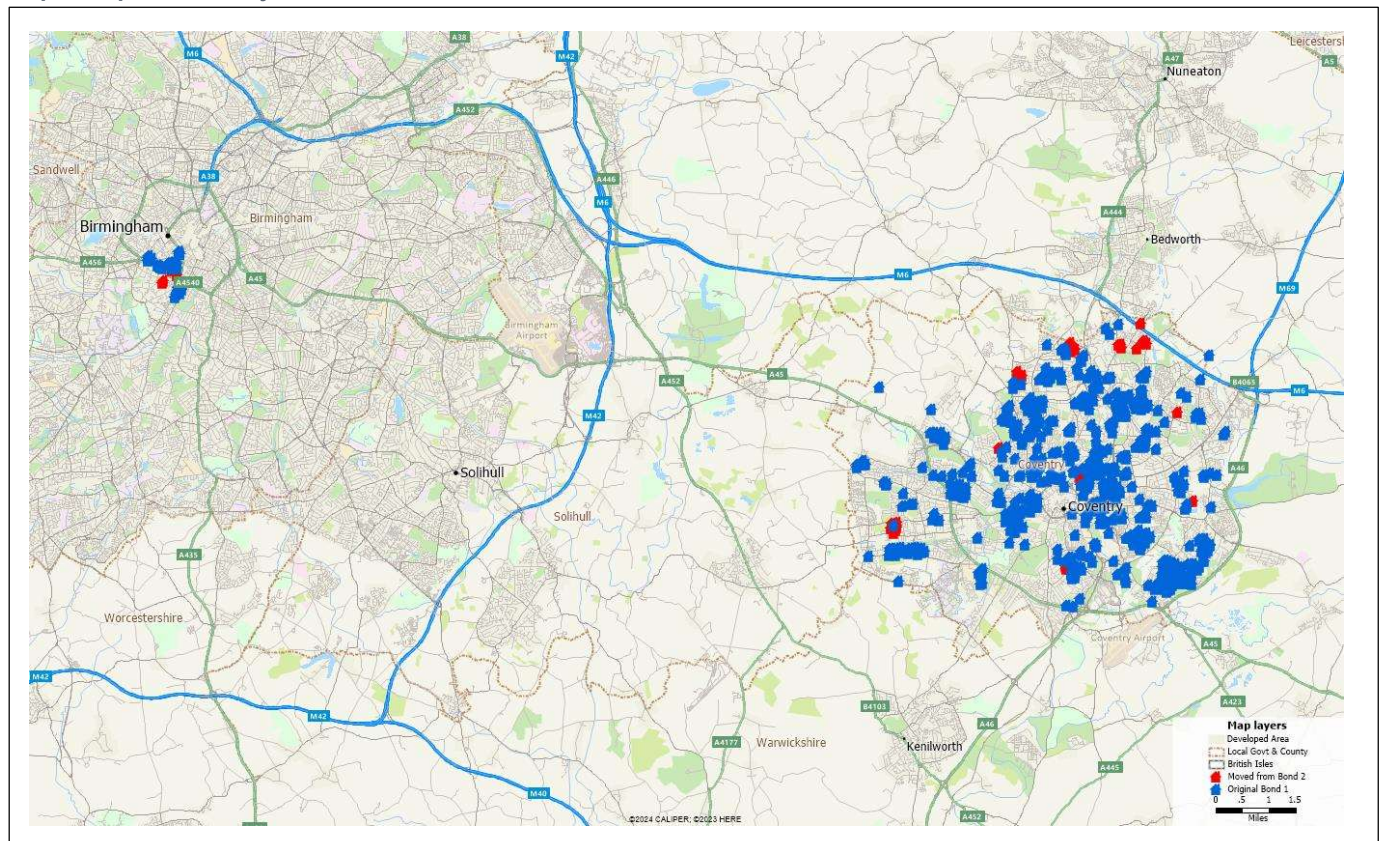 M6
A38
M42
A47
Leicestersh
A5
Nuneaton
A452
Sandwell
A38
A446
M6
Birmingham
Birmingham
A444
Bedworth
A456
A45
A4540
M6
M69
Birmingham
Airport
A452
A45
B4065
M6
M42
Solihull
Coventry
A46
Coventry
Solihull
A435
Worcestershire
Coventry Airport
A45
M42
M42
B4103
A46
A423
A4177
Warwickshire
Kenilworth
A445
M40
A452
©2024 CALIPER; ©2023 HERE
Map layers
Developed Area
Local Govt & County
British Isles
Moved from Bond 2
Original Bond 1
0 .5 1 1.5
Miles